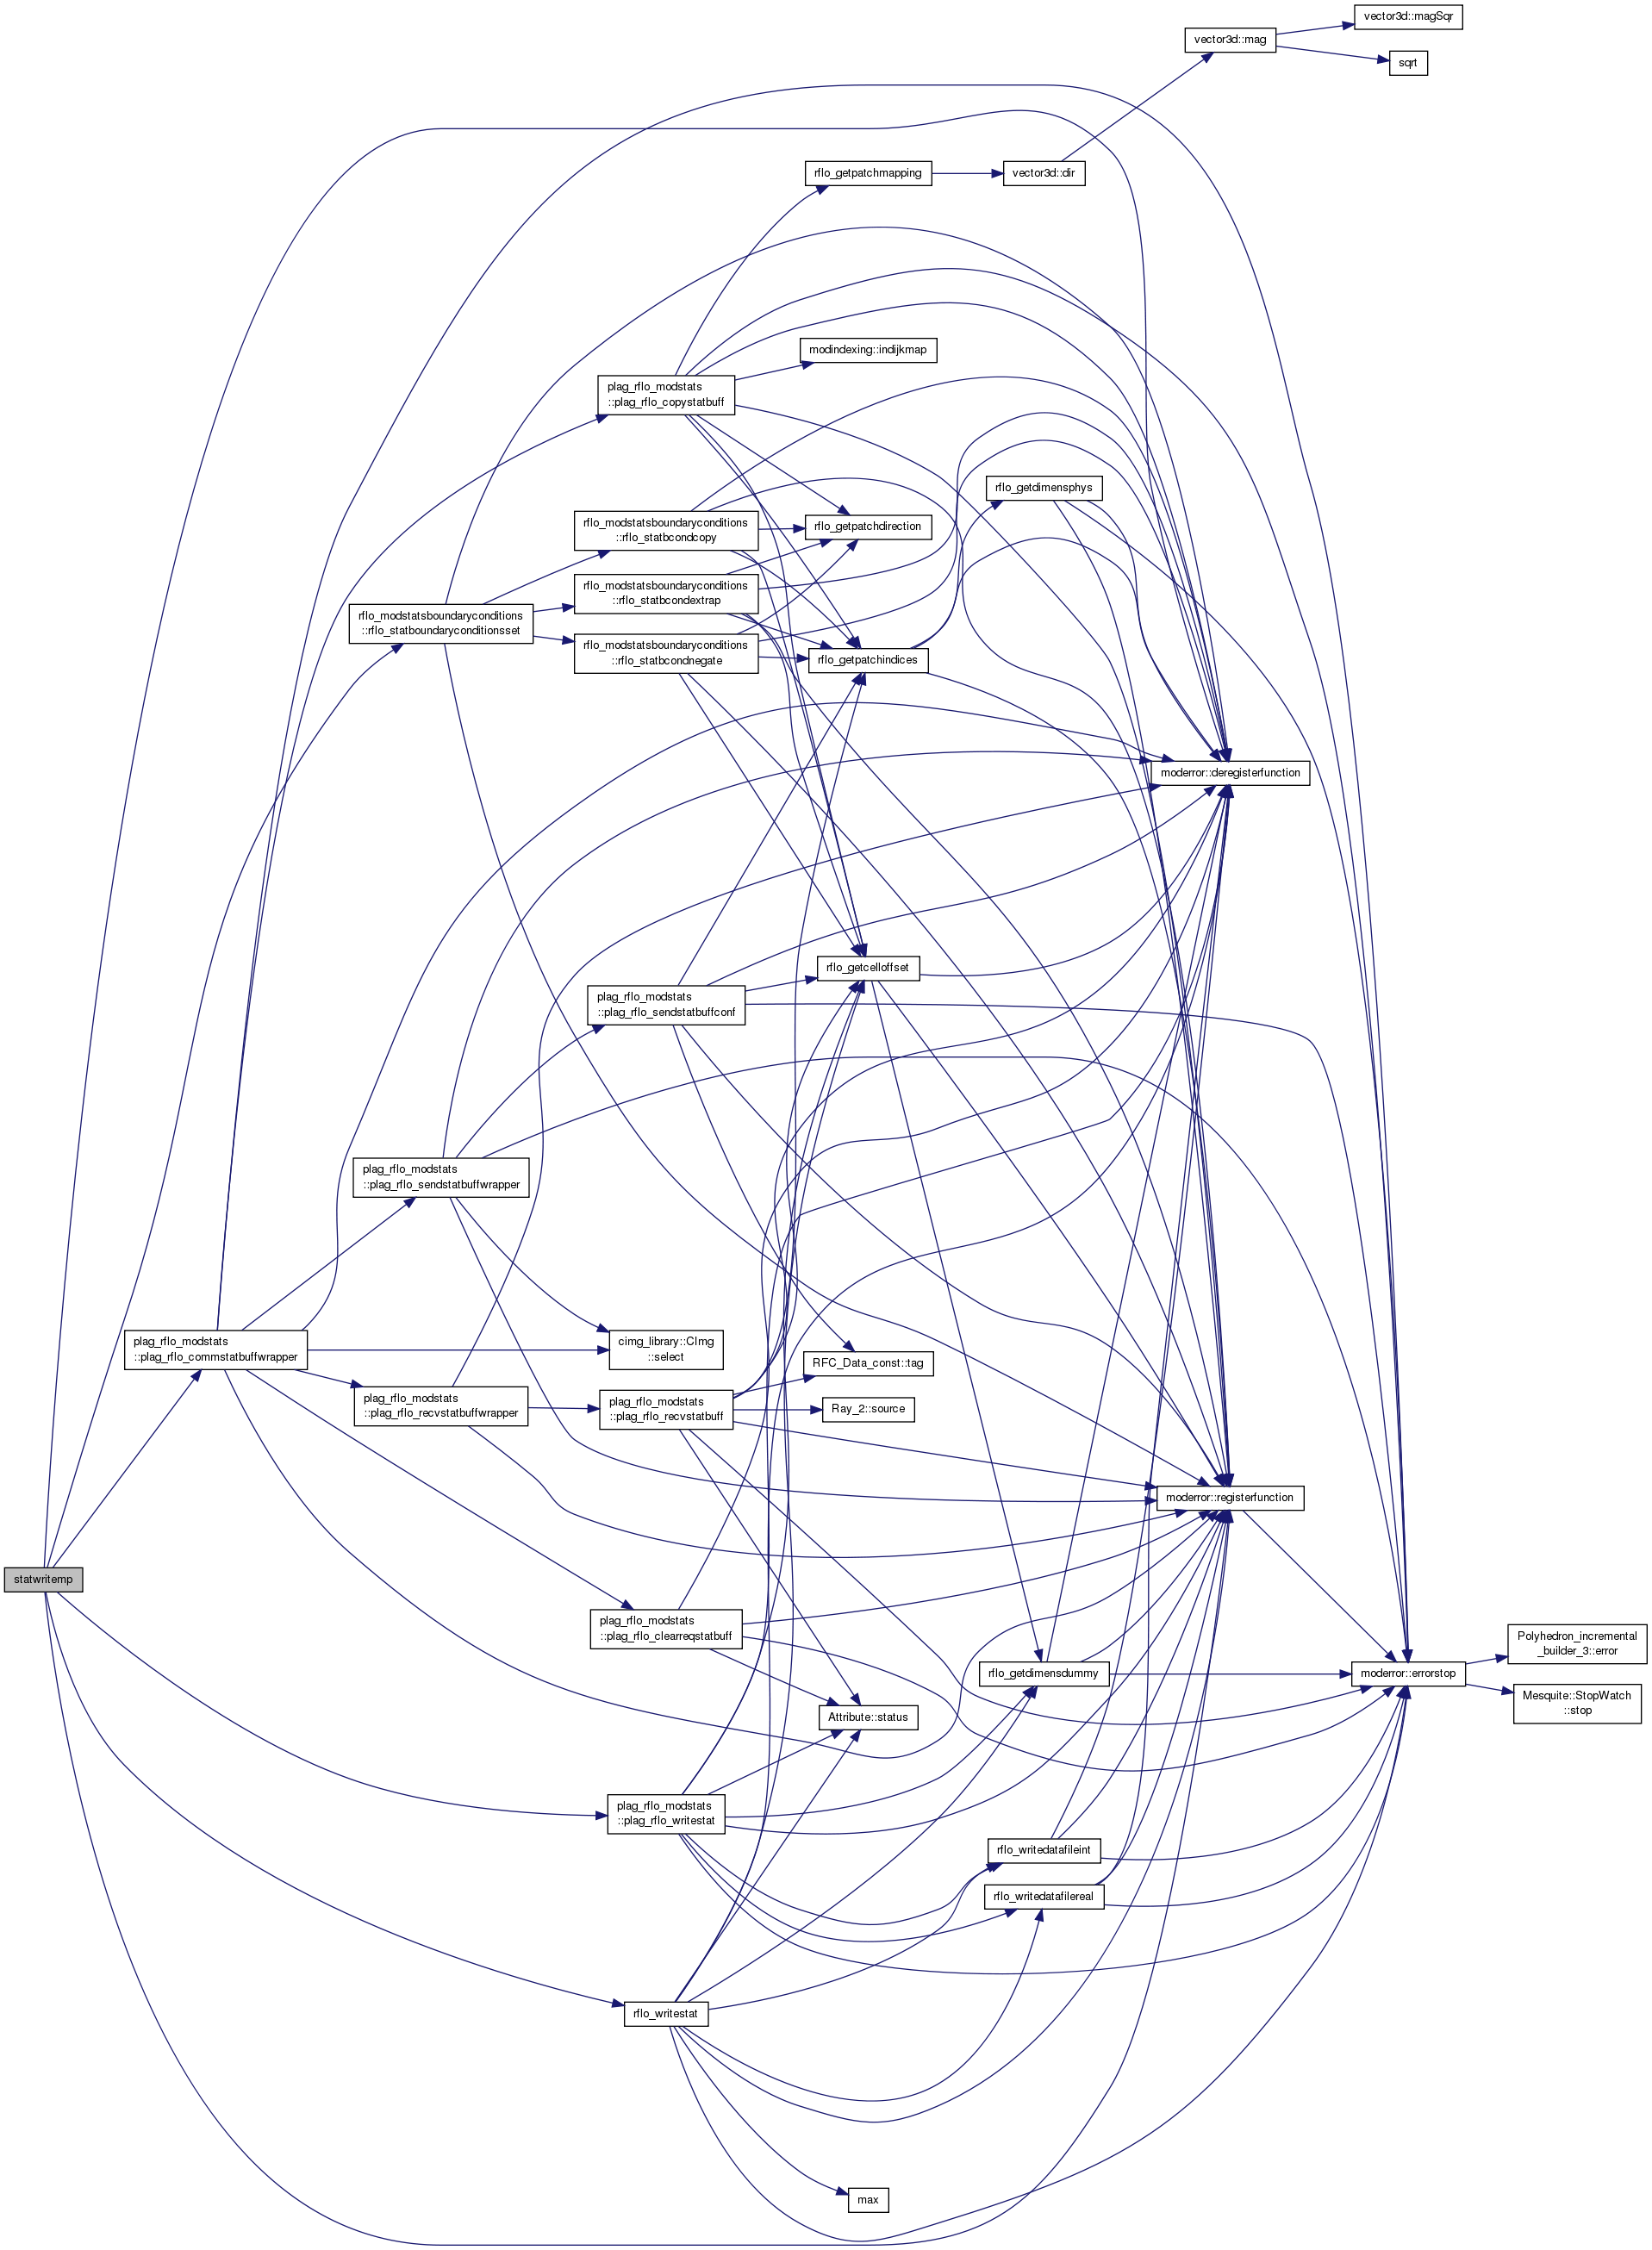 vector3d::magSqr
vector3d::mag
sqrt
rflo_getpatchmapping
vector3d::dir
modindexing::indijkmap
plag_rflo_modstats
::plag_rflo_copystatbuff
rflo_getdimensphys
rflo_modstatsboundaryconditions
::rflo_statbcondcopy
rflo_getpatchdirection
rflo_modstatsboundaryconditions
::rflo_statbcondextrap
rflo_modstatsboundaryconditions
::rflo_statboundaryconditionsset
rflo_modstatsboundaryconditions
::rflo_statbcondnegate
rflo_getpatchindices
moderror::deregisterfunction
rflo_getcelloffset
plag_rflo_modstats
::plag_rflo_sendstatbuffconf
plag_rflo_modstats
::plag_rflo_sendstatbuffwrapper
plag_rflo_modstats
::plag_rflo_commstatbuffwrapper
cimg_library::CImg
::select
RFC_Data_const::tag
plag_rflo_modstats
::plag_rflo_recvstatbuffwrapper
plag_rflo_modstats
::plag_rflo_recvstatbuff
Ray_2::source
moderror::registerfunction
statwritemp
plag_rflo_modstats
::plag_rflo_clearreqstatbuff
Polyhedron_incremental
_builder_3::error
rflo_getdimensdummy
moderror::errorstop
Mesquite::StopWatch
::stop
Attribute::status
plag_rflo_modstats
::plag_rflo_writestat
rflo_writedatafileint
rflo_writedatafilereal
rflo_writestat
max